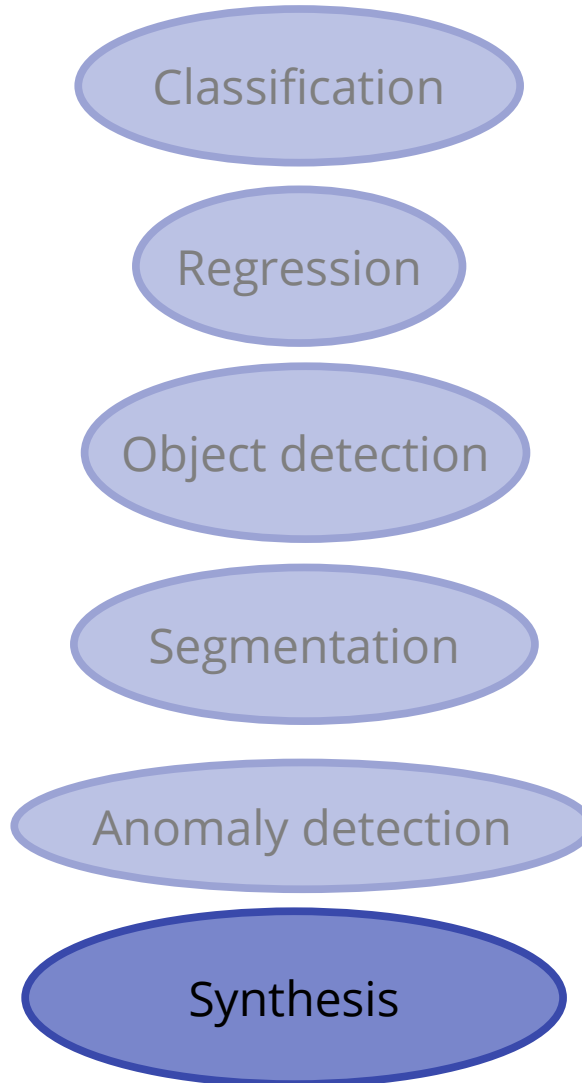 Classification
Regression
Object detection
Segmentation
Anomaly detection
Synthesis